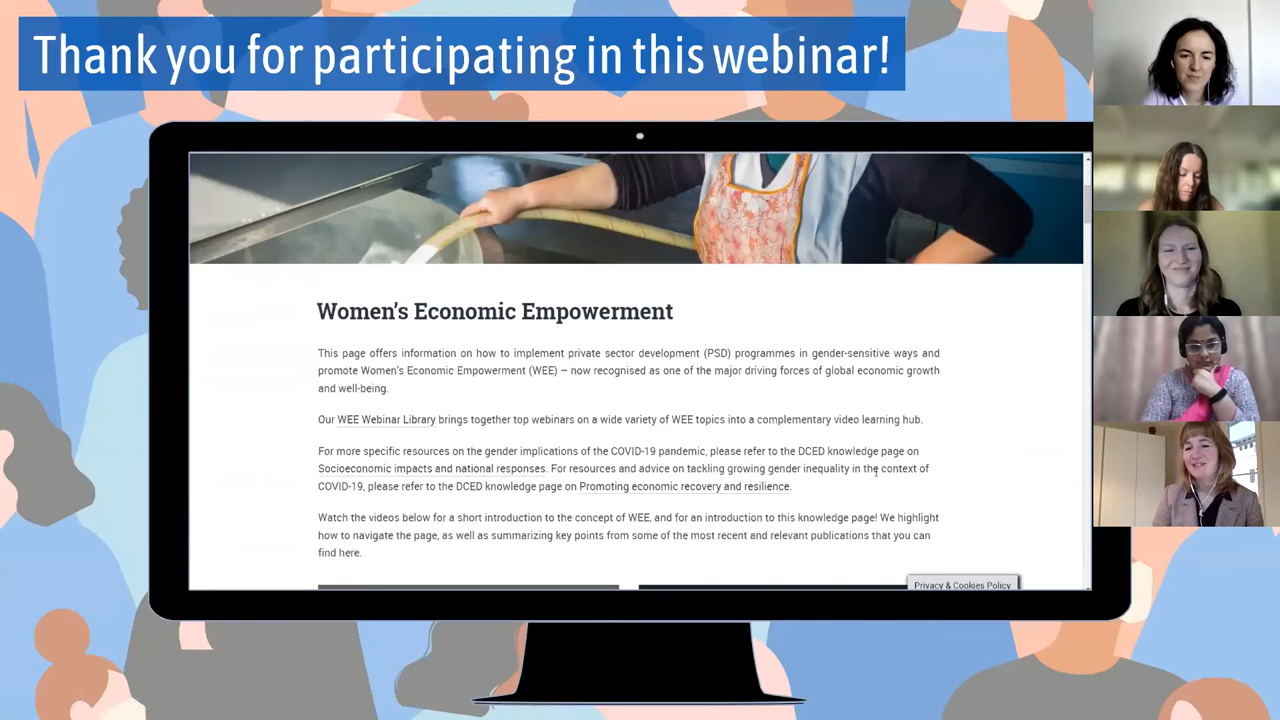 Thank you for participating in this webinar!
Women's Economic Empowerment
This page offers information on how to implement private sector development (PSD) programmes in gender-sensitive ways and
promote Women's Economic Empowerment (WEE) – now recognised as one of the major driving forces of global economic growth
and well-being.
Our WEE Webinar Library brings together top webinars on a wide variety of WEE topics into a complementary video learning hub.
For more specific resources on the gender implications of the COVID-19 pandemic, please refer to the DCED knowledge page on
Socioeconomic impacts and national responses. For resources and advice on tackling growing gender inequality in the context of
COVID-19, please refer to the DCED knowledge page on Promoting economic recovery and resilience.
Watch the videos below for a short introduction to the concept of WEE, and for an introduction to this knowledge page! We highlight
how to navigate the page, as well as summarizing key points from some of the most recent and relevant publications that you can
find here.
Privacy & Cookies Policy